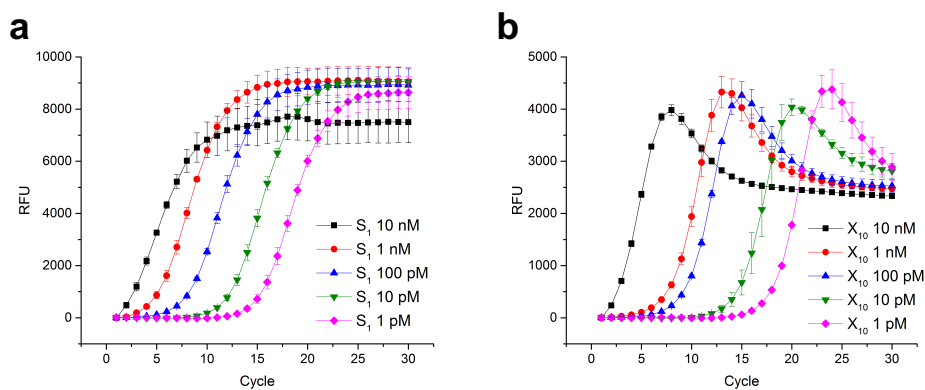 a
b
10000
8000
6000
4000
2000
0
RFU
0
5
10
15
20
25
30
Cycle
S₁ 10 nM
S₁ 1 nM
S₁ 100 pM
S₁ 10 pM
S₁ 1 pM
5000
4000
3000
2000
1000
0
RFU
0
5
10
15
20
25
30
Cycle
X₁₀ 10 nM
X₁₀ 1 nM
X₁₀ 100 pM
X₁₀ 10 pM
X₁₀ 1 pM